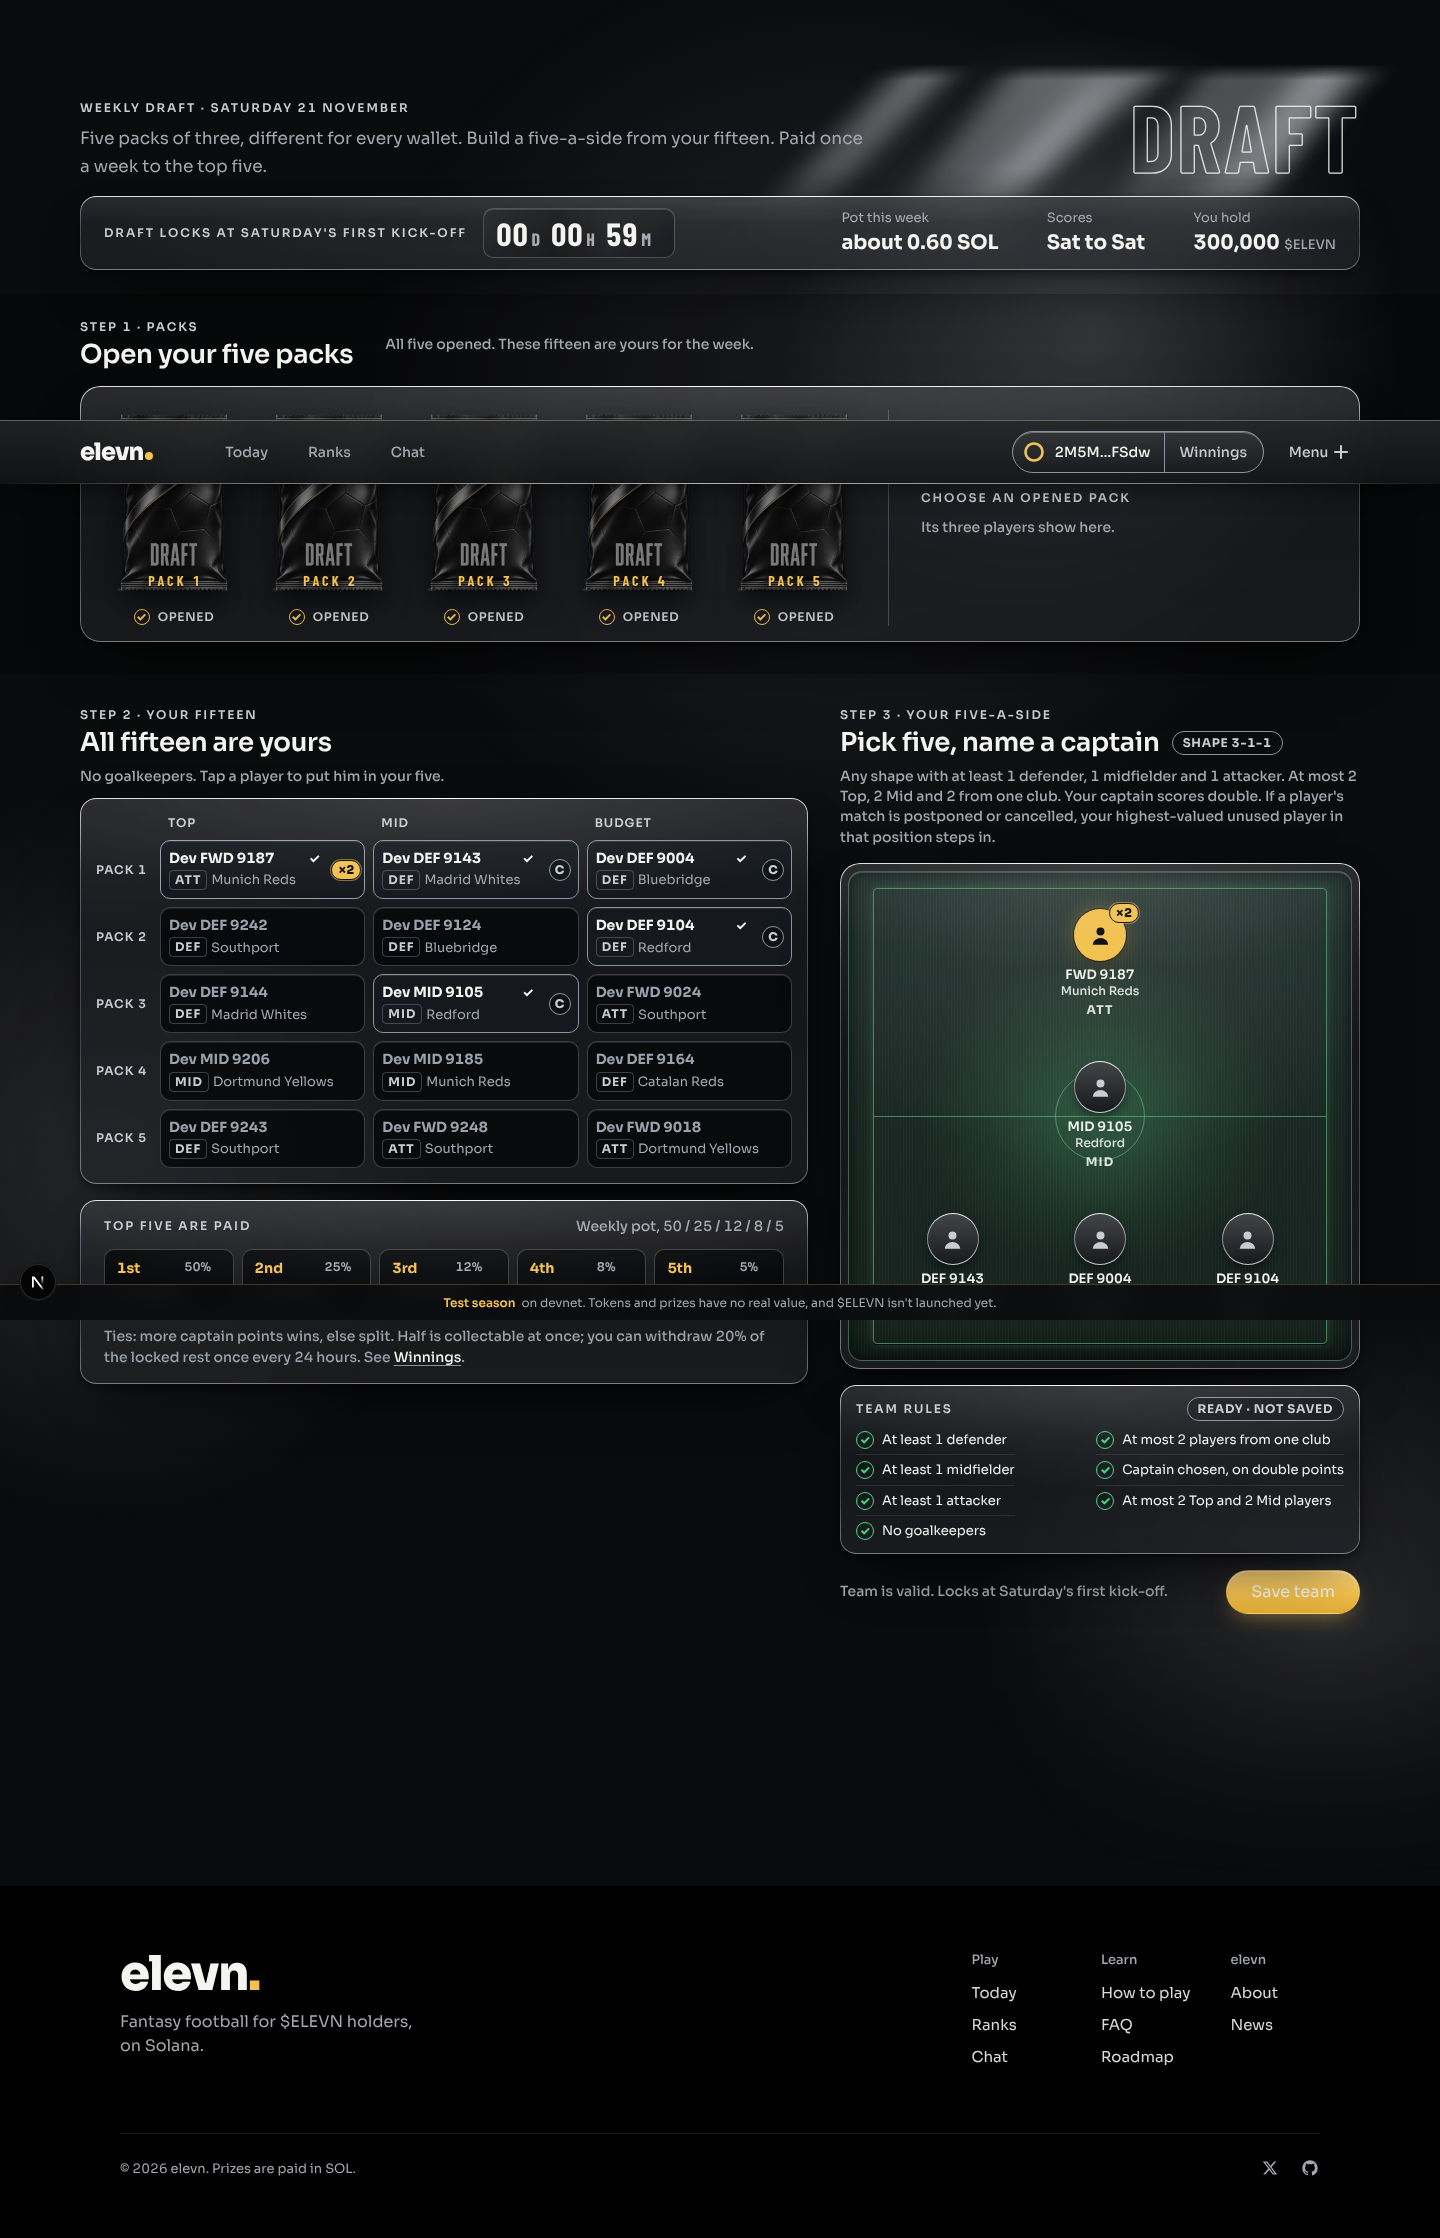 WEEKLY DRAFT · SATURDAY 21 NOVEMBER
Five packs of three, different for every wallet. Build a five-a-side from your fifteen. Paid once
a week to the top five.
DRAFT
DRAFT LOCKS AT SATURDAY'S FIRST KICK-OFF
00 D 00 H 59 M
Pot this week
about 0.60 SOL
Scores
Sat to Sat
You hold
300,000 $ELEVN
STEP 1 · PACKS
Open your five packs
All five opened. These fifteen are yours for the week.
elevn.
Today
Ranks
Chat
2M5M...FSdw
Winnings
Menu
DRAFT
PACK 1
OPENED
DRAFT
PACK 2
OPENED
DRAFT
PACK 3
OPENED
DRAFT
PACK 4
OPENED
DRAFT
PACK 5
OPENED
CHOOSE AN OPENED PACK
Its three players show here.
STEP 2 · YOUR FIFTEEN
All fifteen are yours
No goalkeepers. Tap a player to put him in your five.
TOP MID BUDGET
PACK 1
Dev FWD 9187
ATT Munich Reds
×2
Dev DEF 9143
DEF Madrid Whites
C
Dev DEF 9004
DEF Bluebridge
C
PACK 2
Dev DEF 9242
DEF Southport
Dev DEF 9124
DEF Bluebridge
Dev DEF 9104
DEF Redford
C
PACK 3
Dev DEF 9144
DEF Madrid Whites
Dev MID 9105
MID Redford
C
Dev FWD 9024
ATT Southport
PACK 4
Dev MID 9206
MID Dortmund Yellows
Dev MID 9185
MID Munich Reds
Dev DEF 9164
DEF Catalan Reds
PACK 5
Dev DEF 9243
DEF Southport
Dev FWD 9248
ATT Southport
Dev FWD 9018
ATT Dortmund Yellows
TOP FIVE ARE PAID
Weekly pot, 50 / 25 / 12 / 8 / 5
1st 50%
2nd 25%
3rd 12%
4th 8%
5th 5%
Ties: more captain points wins, else split. Half is collectable at once; you can withdraw 20% of
the locked rest once every 24 hours. See Winnings.
STEP 3 · YOUR FIVE-A-SIDE
Pick five, name a captain
SHAPE 3-1-1
Any shape with at least 1 defender, 1 midfielder and 1 attacker. At most 2
Top, 2 Mid and 2 from one club. Your captain scores double. If a player's
match is postponed or cancelled, your highest-valued unused player in
that position steps in.
×2
FWD 9187
Munich Reds
ATT
MID 9105
Redford
MID
DEF 9143
DEF 9004
DEF 9104
N
Test season on devnet. Tokens and prizes have no real value, and $ELEVN isn't launched yet.
TEAM RULES
READY · NOT SAVED
At least 1 defender
At least 1 midfielder
At least 1 attacker
No goalkeepers
At most 2 players from one club
Captain chosen, on double points
At most 2 Top and 2 Mid players
Team is valid. Locks at Saturday's first kick-off.
Save team
elevn.
Fantasy football for $ELEVN holders,
on Solana.
Play
Today
Ranks
Chat
Learn
How to play
FAQ
Roadmap
elevn
About
News
© 2026 elevn. Prizes are paid in SOL.